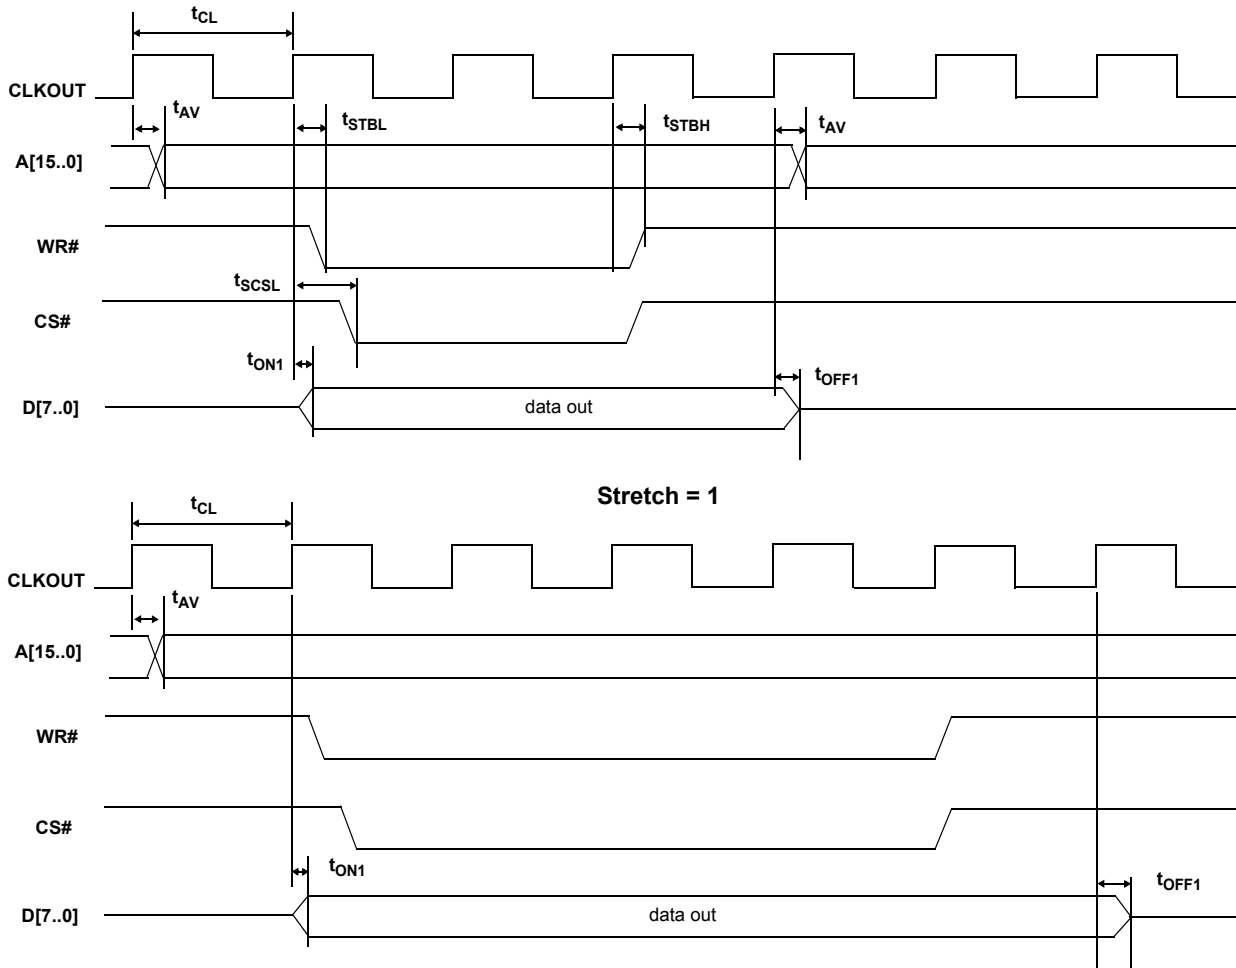 tCL
CLKOUT
tAV
tSTBL
tSTBH
tAV
A[15..0]
WR#
tSCSL
CS#
tON1
tOFF1
D[7..0]
data out
Stretch = 1
tCL
CLKOUT
tAV
A[15..0]
WR#
CS#
tON1
tOFF1
D[7..0]
data out